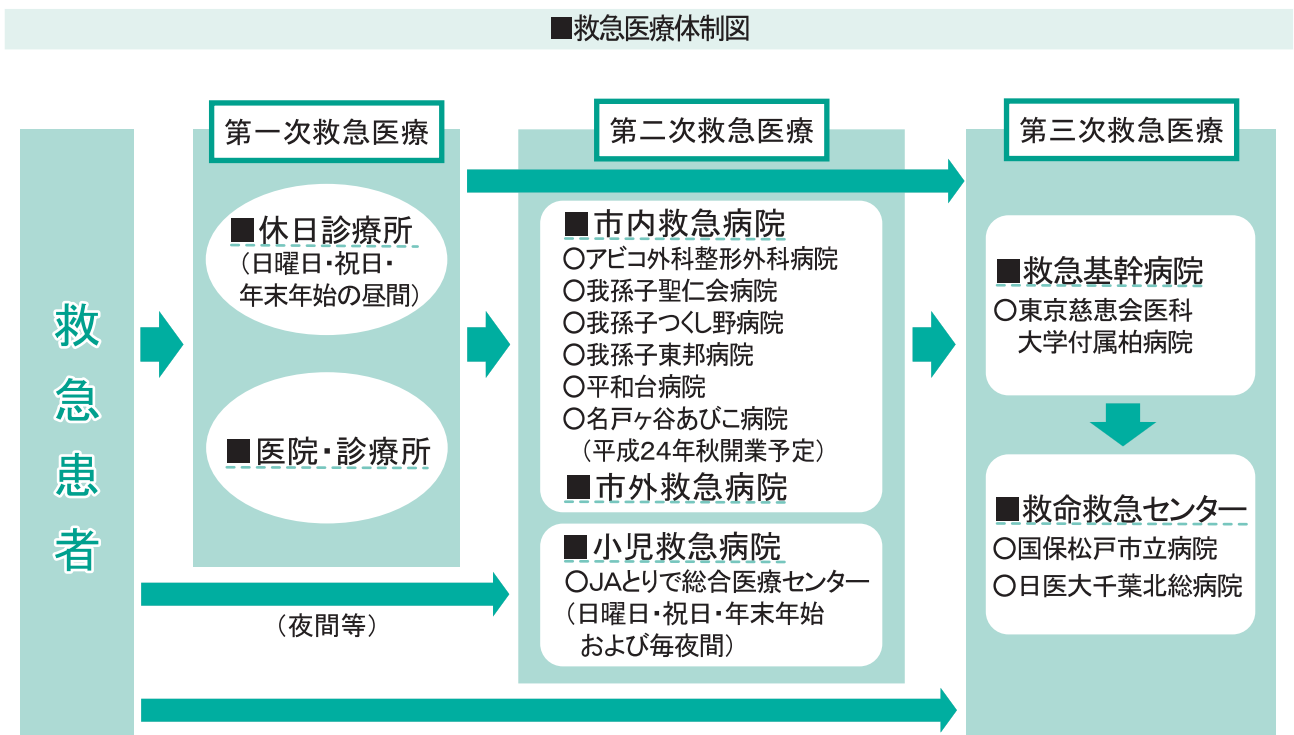 ■救急医療体制図
救急患者
第一次救急医療
■休日診療所
(日曜日・祝日・
年末年始の昼間)
■医院・診療所
(夜間等)
第二次救急医療
■市内救急病院
○アビコ外科整形外科病院
○我孫子聖仁会病院
○我孫子つくし野病院
○我孫子東邦病院
○平和台病院
○名戸ヶ谷あびこ病院
(平成24年秋開業予定)
■市外救急病院
■小児救急病院
○JAとりで総合医療センター
(日曜日・祝日・年末年始
および毎夜間)
第三次救急医療
■救急基幹病院
○東京慈恵会医科
大学付属柏病院
■救命救急センター
○国保松戸市立病院
○日医大千葉北総病院